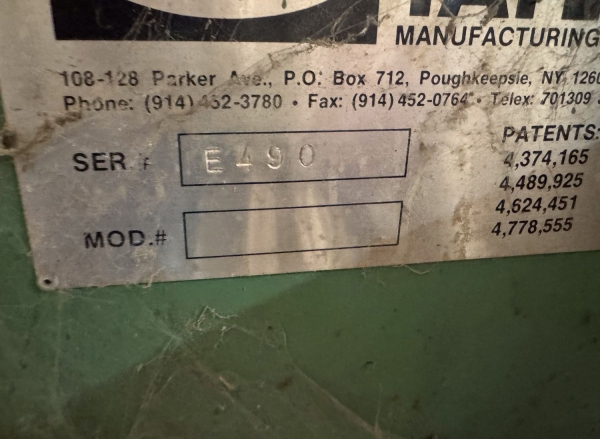 MANUFACTURING
108-128 Parker Ave., P.O. Box 712, Poughkeepsie, NY 1260
Phone: (914) 452-3780 • Fax: (914) 452-0764 • Telex: 701309
SER. # E490
MOD.#
PATENTS:
4,374,165
4,489,925
4,624,451
4,778,555